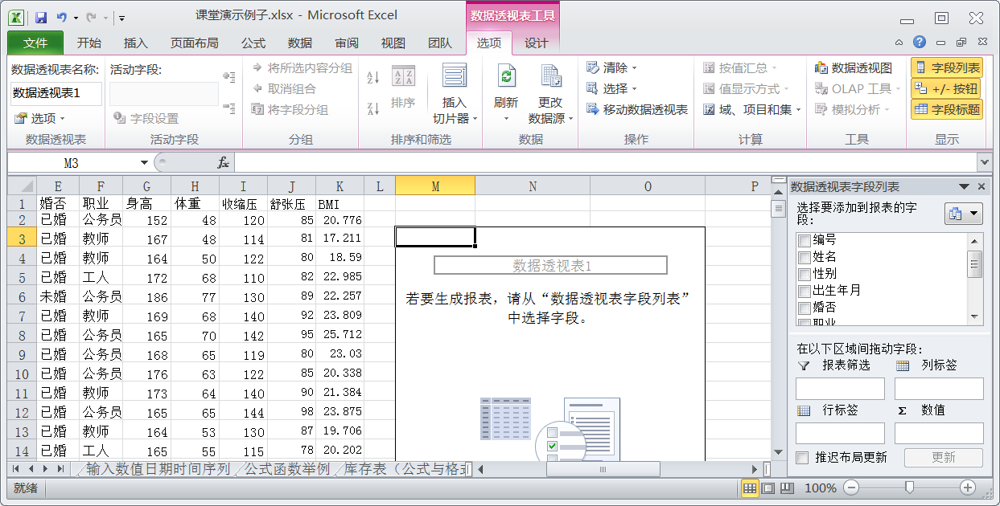 课堂演示例子.xlsx - Microsoft Excel
数据透视表工具
文件 开始 插入 页面布局 公式 数据 审阅 视图 团队 选项 设计
数据透视表名称: 活动字段: 将所选内容分组 清除 按值汇总 数据透视图 字段列表
数据透视表1 取消组合 排序 插入 切片器 刷新 更改 数据源 选择 值显示方式 OLAP 工具 +/- 按钮
选项 字段设置 将字段分组 移动数据透视表 域、项目和集 模拟分析 字段标题
数据透视表 活动字段 分组 排序和筛选 数据 操作 计算 工具 显示
M3 fx
E F G H I J K L M N O P
1 婚否 职业 身高 体重 收缩压 舒张压 BMI
2 已婚 公务员 152 48 120 85 20.776
3 已婚 教师 167 48 114 81 17.211
4 已婚 教师 164 50 122 80 18.59
5 已婚 工人 172 68 110 82 22.985
6 未婚 公务员 186 77 130 89 22.257
7 已婚 教师 169 68 140 92 23.809
8 已婚 公务员 165 70 142 95 25.712
9 已婚 公务员 168 65 119 80 23.03
10 已婚 公务员 176 63 122 85 20.338
11 已婚 教师 173 64 140 90 21.384
12 已婚 公务员 165 65 144 98 23.875
13 已婚 教师 164 53 130 87 19.706
14 已婚 工人 165 55 115 78 20.202
数据透视表1
若要生成报表，请从“数据透视表字段列表”
中选择字段。
数据透视表字段列表
选择要添加到报表的字
段:
编号
姓名
性别
出生年月
婚否
职业
在以下区域间拖动字段:
报表筛选 列标签
行标签 Σ 数值
推迟布局更新 更新
输入数值日期时间序列 公式函数举例 库存表（公式与格式
就绪 100%